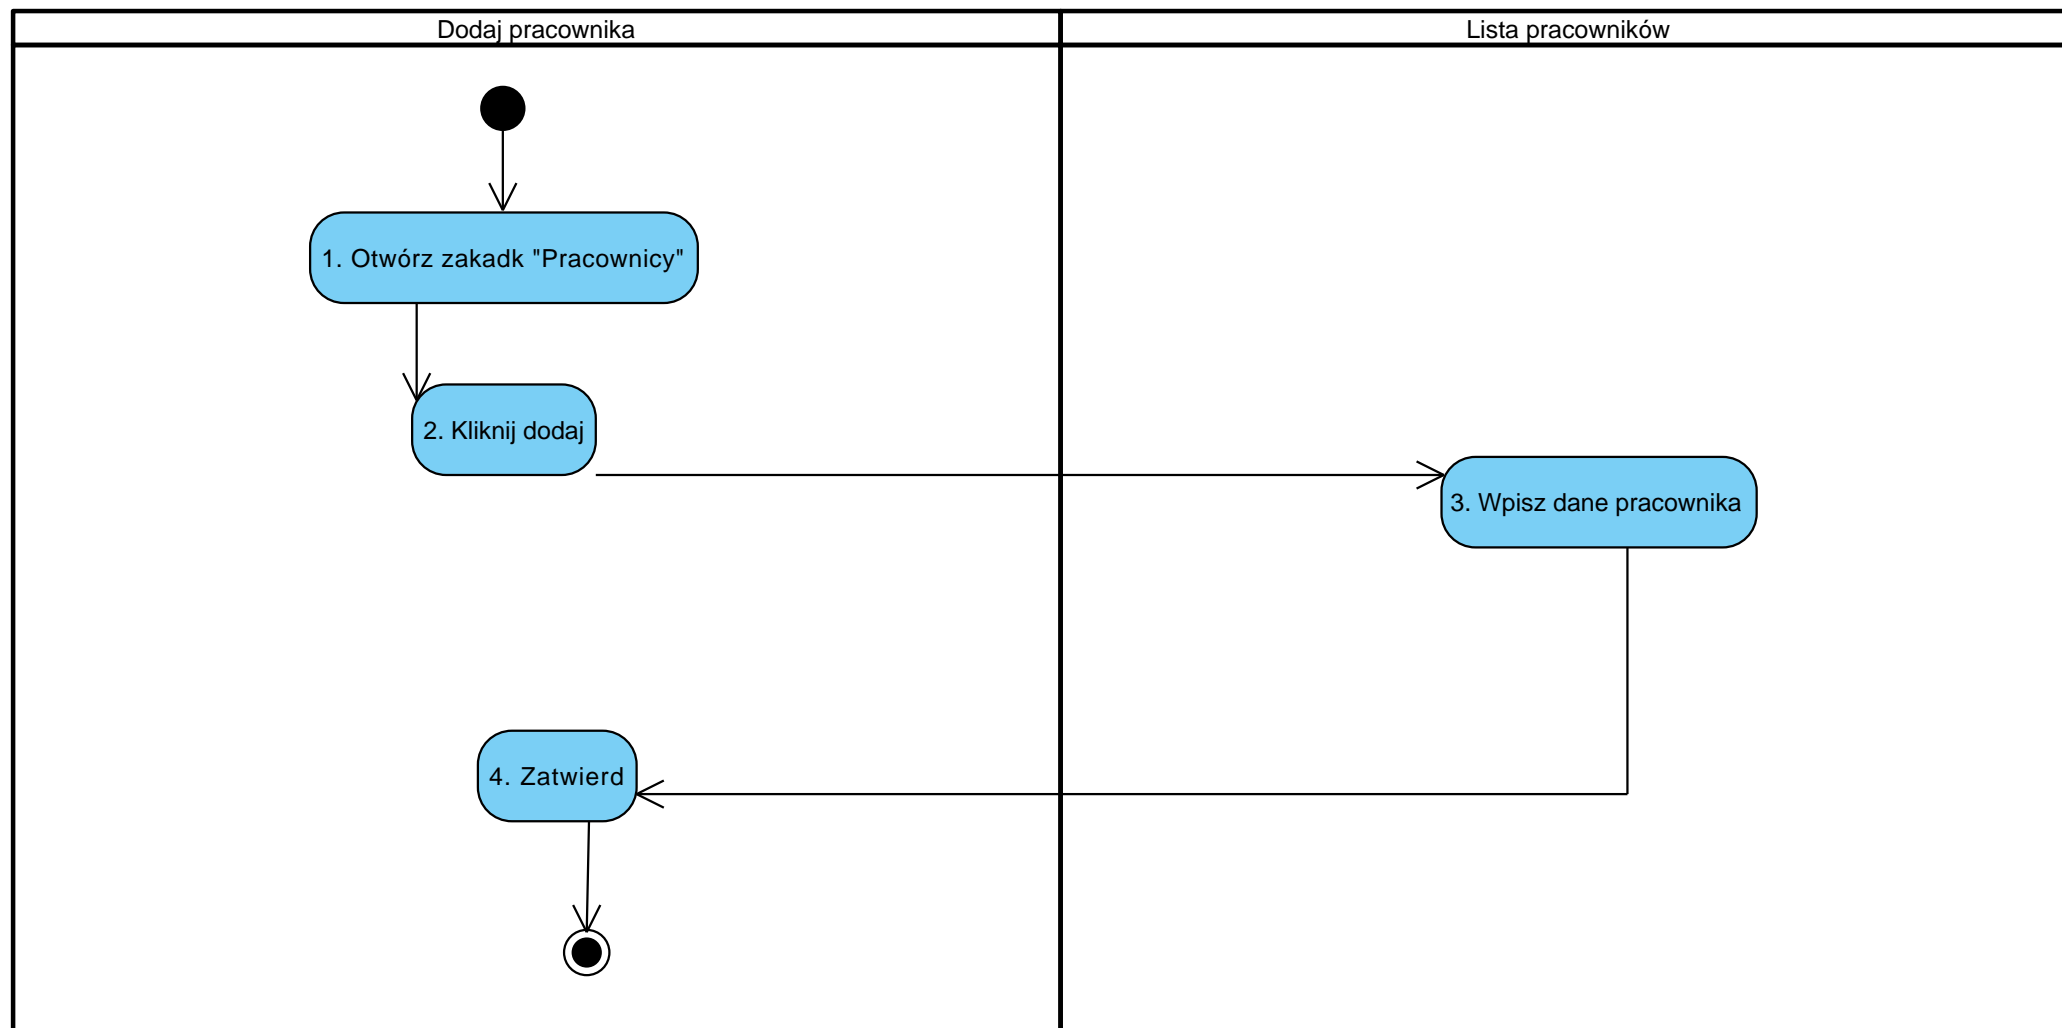 Dodaj pracownika
Lista pracowników
1. Otwórz zakadk "Pracownicy"
2. Kliknij dodaj
3. Wpisz dane pracownika
4. Zatwierd